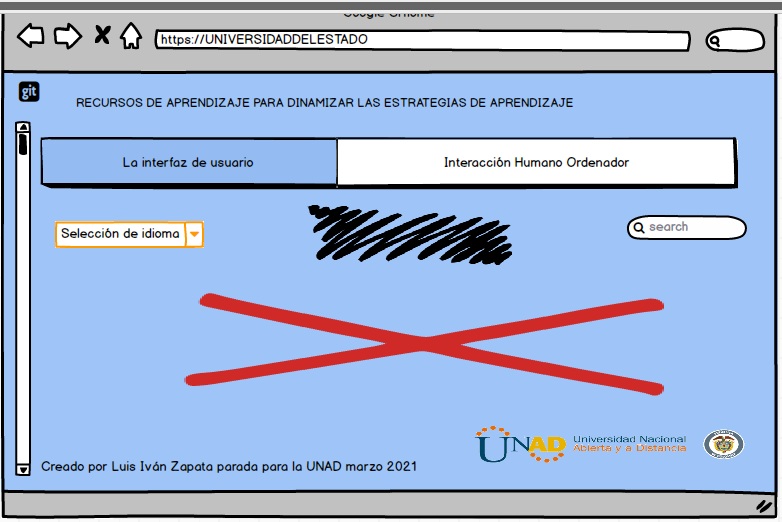 Google Chrome
https://UNIVERSIDADDELESTADO
git
RECURSOS DE APRENDIZAJE PARA DINAMIZAR LAS ESTRATEGIAS DE APRENDIZAJE
La interfaz de usuario
Interacción Humano Ordenador
Selección de idioma
search
UNAD
Universidad Nacional
Abierta y a Distancia
Creado por Luis Iván Zapata parada para la UNAD marzo 2021